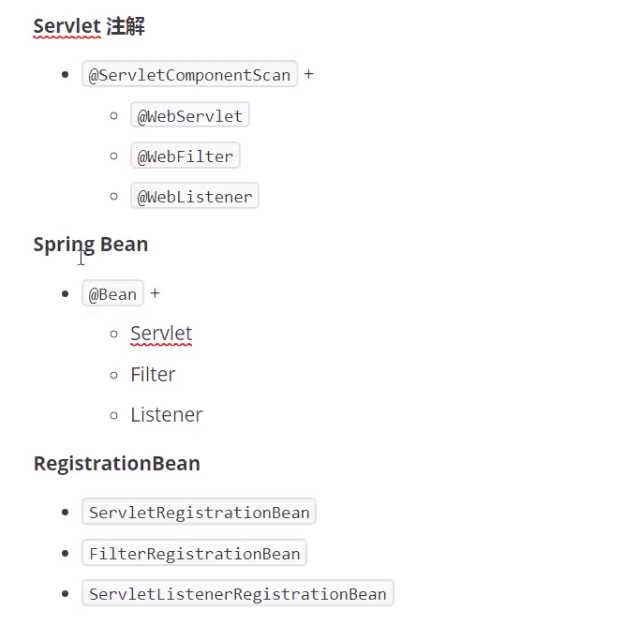 Servlet 注解
@ServletComponentScan +
@WebServlet
@WebFilter
@WebListener
Spring Bean
@Bean +
Servlet
Filter
Listener
RegistrationBean
ServletRegistrationBean
FilterRegistrationBean
ServletListenerRegistrationBean